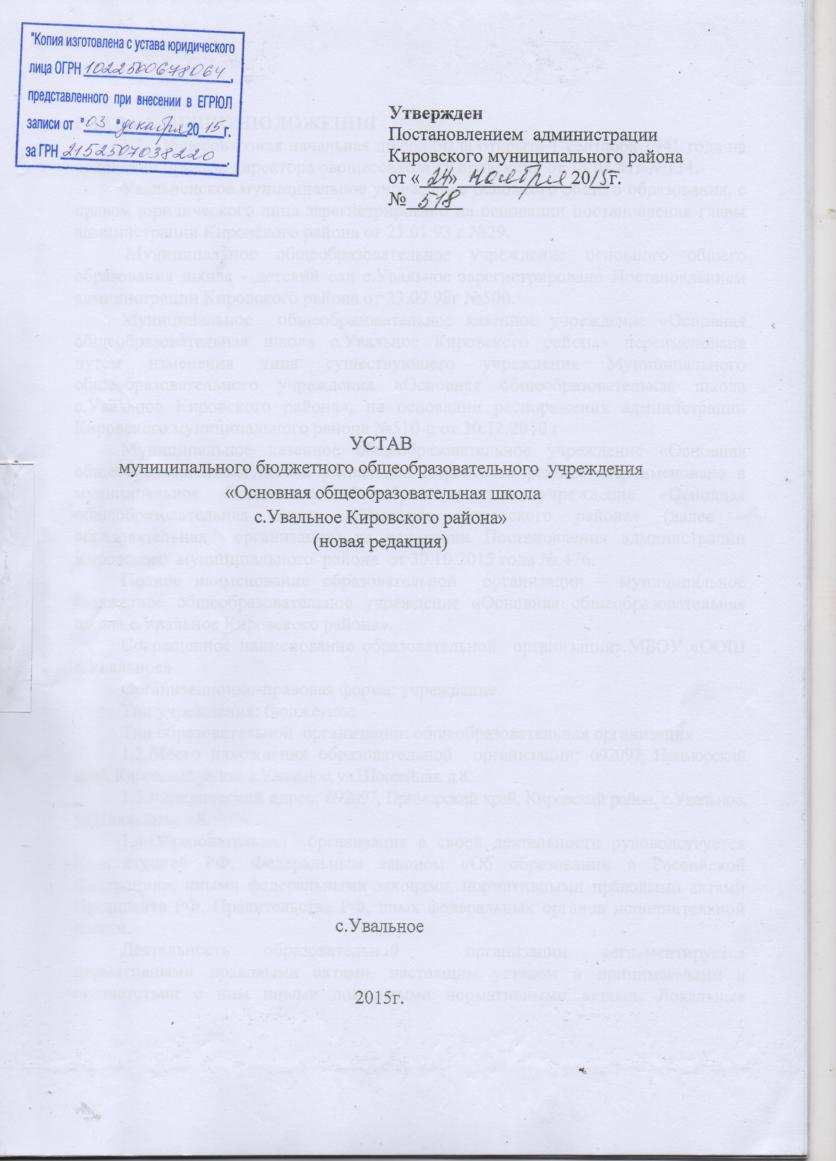 "Копия изготовлена с устава юридического
лица ОГРН 1022500678064,
представленного при внесении в ЕГРЮЛ
записи от "03" декабря 2015г.
за ГРН 2152507038220.
Утвержден
Постановлением администрации
Кировского муниципального района
от «24» ноября 2015г.
№ 518
УСТАВ
муниципального бюджетного общеобразовательного учреждения
«Основная общеобразовательная школа
с.Увальное Кировского района»
(новая редакция)
с.Увальное
2015г.